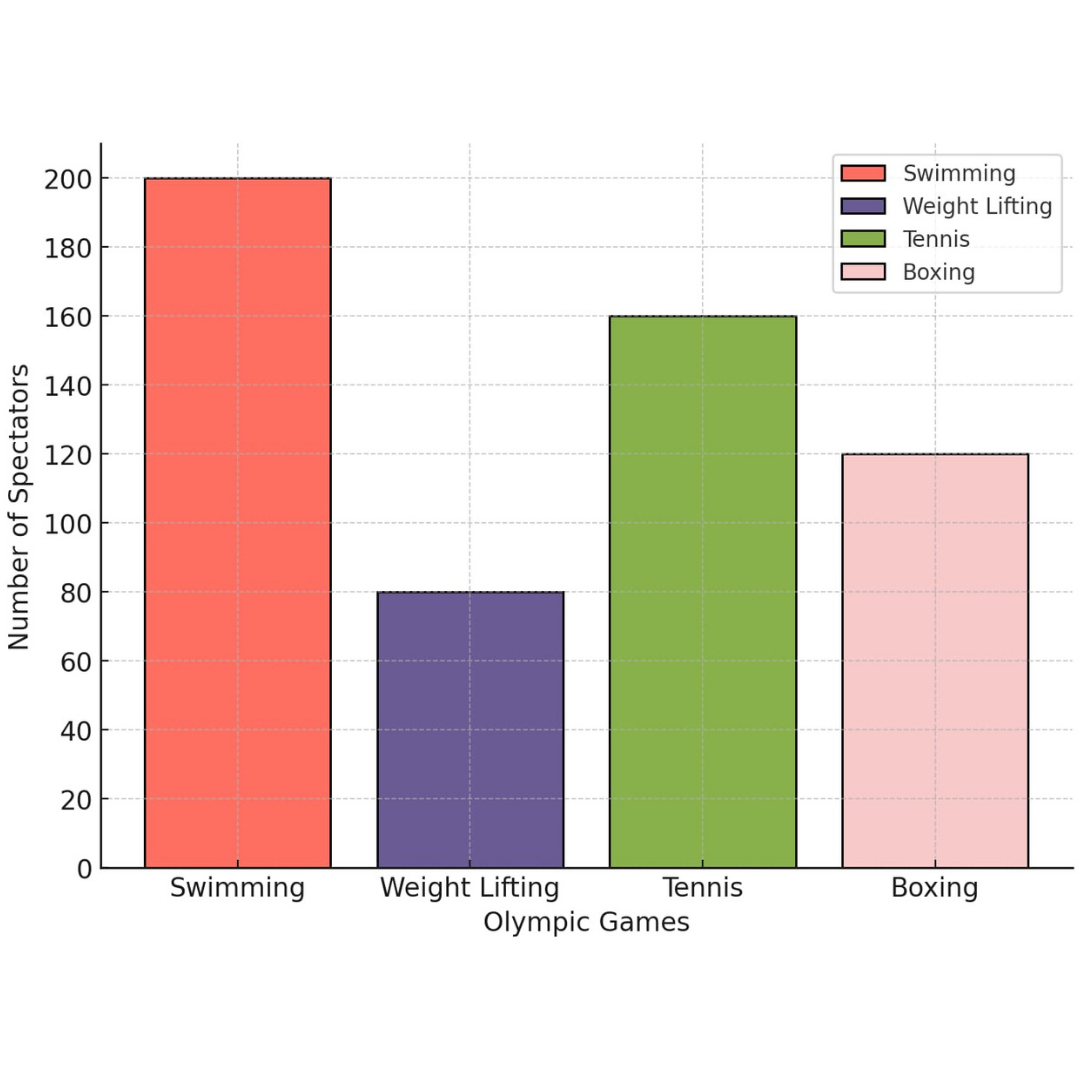 200
180
160
140
120
100
80
60
40
20
0
Number of Spectators
Swimming
Weight Lifting
Tennis
Boxing
Swimming Weight Lifting Tennis Boxing
Olympic Games